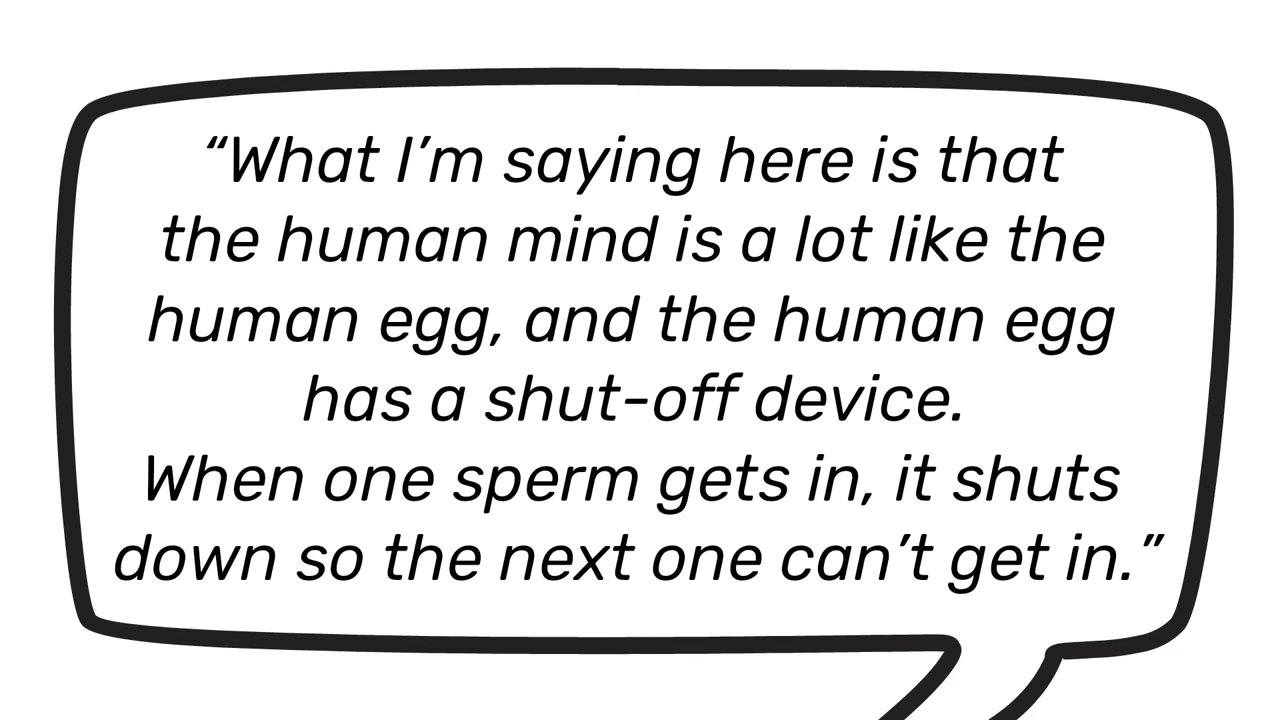 “What I’m saying here is that
the human mind is a lot like the
human egg, and the human egg
has a shut-off device.
When one sperm gets in, it shuts
down so the next one can’t get in.”